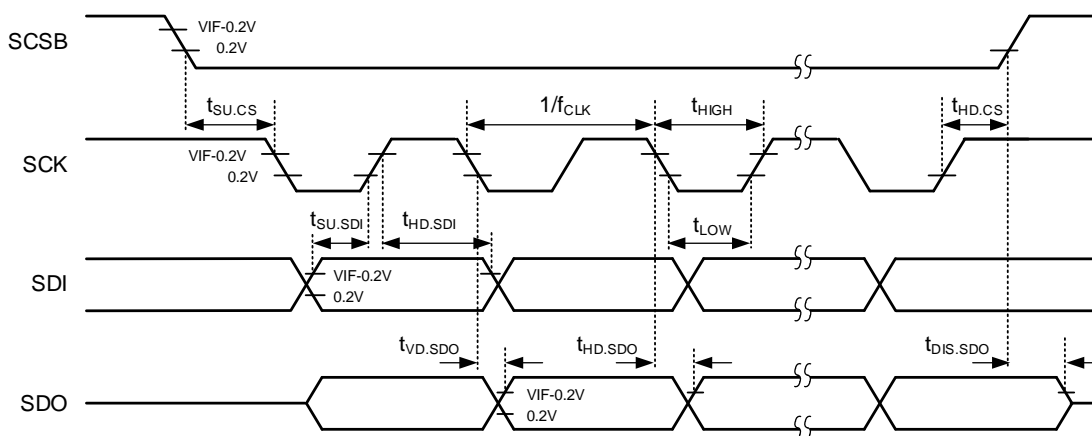 SCSB
VIF-0.2V
0.2V
tSU.CS
1/fCLK
tHIGH
tHD.CS
SCK
VIF-0.2V
0.2V
tSU.SDI
tHD.SDI
tLOW
SDI
VIF-0.2V
0.2V
tVD.SDO
tHD.SDO
tDIS.SDO
SDO
VIF-0.2V
0.2V